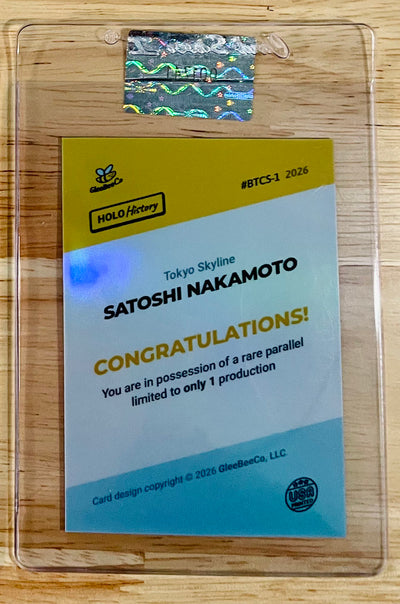 GleeBeeCo
#BTCS-1 2026
HOLO History
Tokyo Skyline
SATOSHI NAKAMOTO
CONGRATULATIONS!
You are in possession of a rare parallel
limited to only 1 production
Card design copyright © 2026 GleeBeeCo, LLC
USA